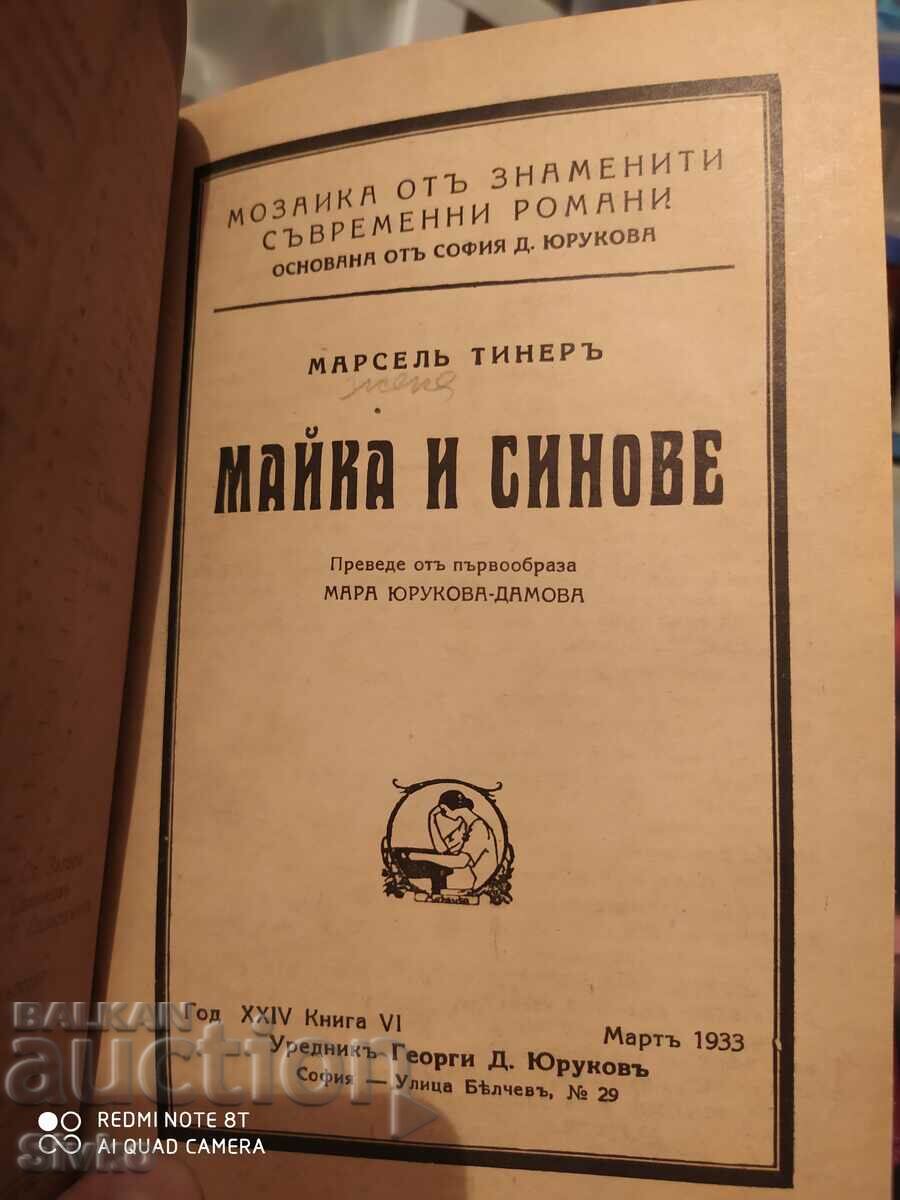 МОЗАИКА ОТЪ ЗНАМЕНИТИ
СЪВРЕМЕННИ РОМАНИ
ОСНОВАНА ОТЪ СОФИЯ Д. ЮРУКОВА
МАРСЕЛЬ ТИНЕРЪ
жена
МАЙКА И СИНОВЕ
Преведе отъ първообраза
МАРА ЮРУКОВА-ДАМОВА
Год XXIV Книга VI
Мартъ 1933
Уредникъ Георги Д. Юруковъ
София — Улица Бѣлчевъ, № 29
BALKAN
auction
REDMI NOTE 8T
AI QUAD CAMERA
Sivko